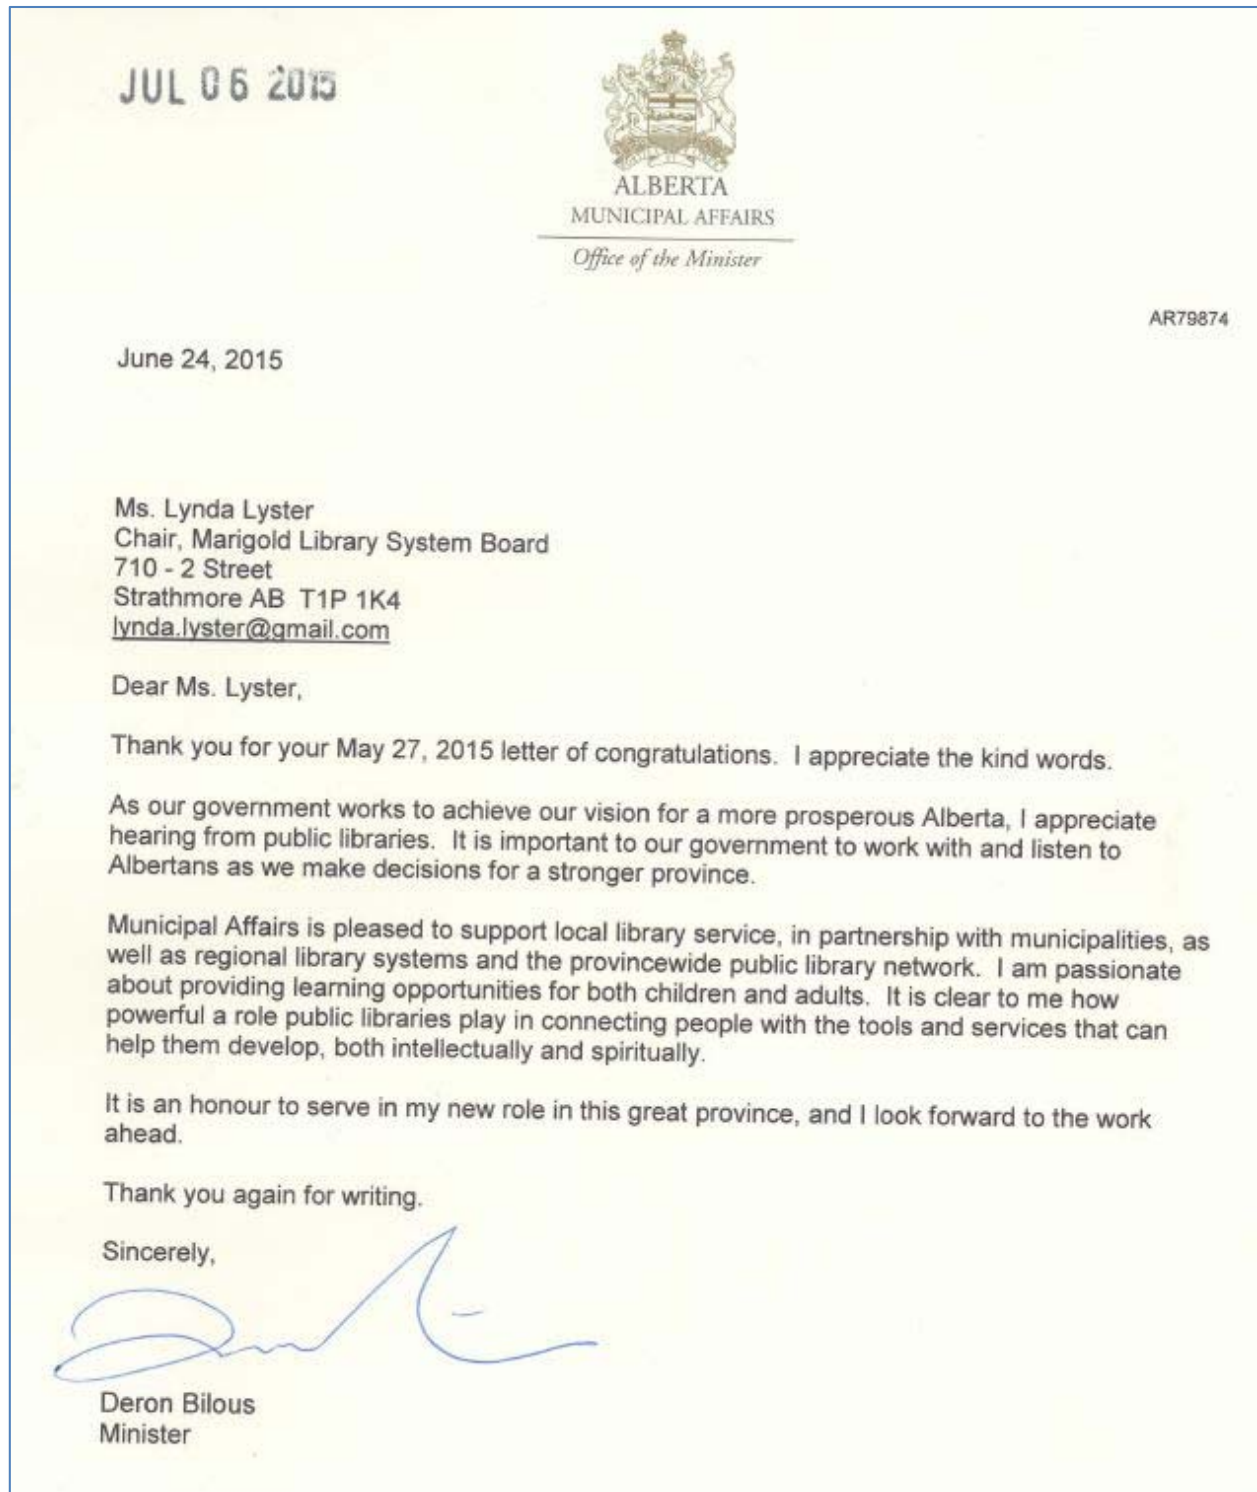 JUL 06 2015
ALBERTA
MUNICIPAL AFFAIRS
Office of the Minister
AR79874
June 24, 2015
Ms. Lynda Lyster
Chair, Marigold Library System Board
710 - 2 Street
Strathmore AB  T1P 1K4
lynda.lyster@gmail.com
Dear Ms. Lyster,
Thank you for your May 27, 2015 letter of congratulations.  I appreciate the kind words.
As our government works to achieve our vision for a more prosperous Alberta, I appreciate
hearing from public libraries.  It is important to our government to work with and listen to
Albertans as we make decisions for a stronger province.
Municipal Affairs is pleased to support local library service, in partnership with municipalities, as
well as regional library systems and the provincewide public library network.  I am passionate
about providing learning opportunities for both children and adults.  It is clear to me how
powerful a role public libraries play in connecting people with the tools and services that can
help them develop, both intellectually and spiritually.
It is an honour to serve in my new role in this great province, and I look forward to the work
ahead.
Thank you again for writing.
Sincerely,
Deron Bilous
Minister